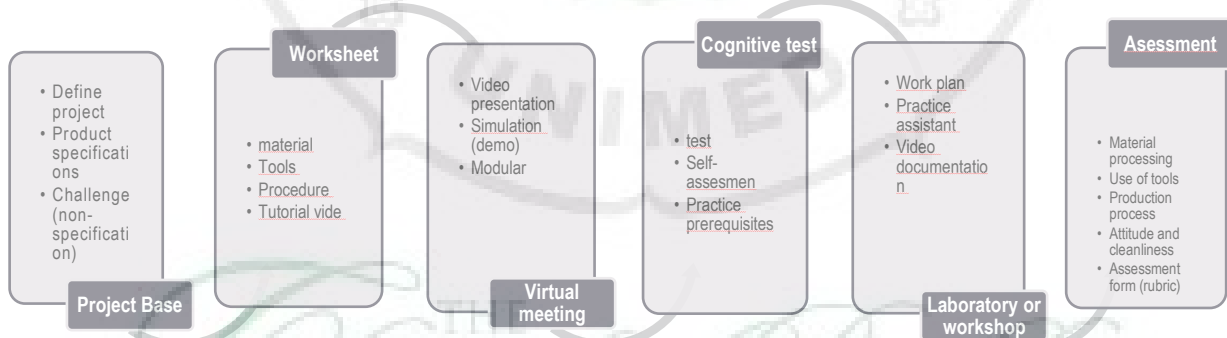 • Define
project
• Product
specificati
ons
• Challenge
(non-
specificati
on)
Project Base
Worksheet
• material
• Tools
• Procedure
• Tutorial vide
• Video
presentation
• Simulation
(demo)
• Modular
Virtual
meeting
Cognitive test
• test
• Self-
assesmen
• Practice
prerequisites
• Work plan
• Practice
assistant
• Video
documentatio
n
Laboratory or
workshop
Asessment
• Material
processing
• Use of tools
• Production
process
• Attitude and
cleanliness
• Assessment
form (rubric)
UNIMED
THE